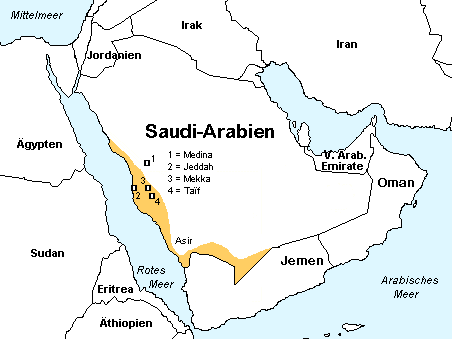 Mittelmeer
Irak
Iran
Jordanien
Ägypten
Saudi-Arabien
1 = Medina
2 = Jeddah
3 = Mekka
4 = Taïf
1
3
2
4
V. Arab.
Emirate
Oman
Asir
Sudan
Rotes
Meer
Jemen
Arabisches
Meer
Eritrea
Äthiopien